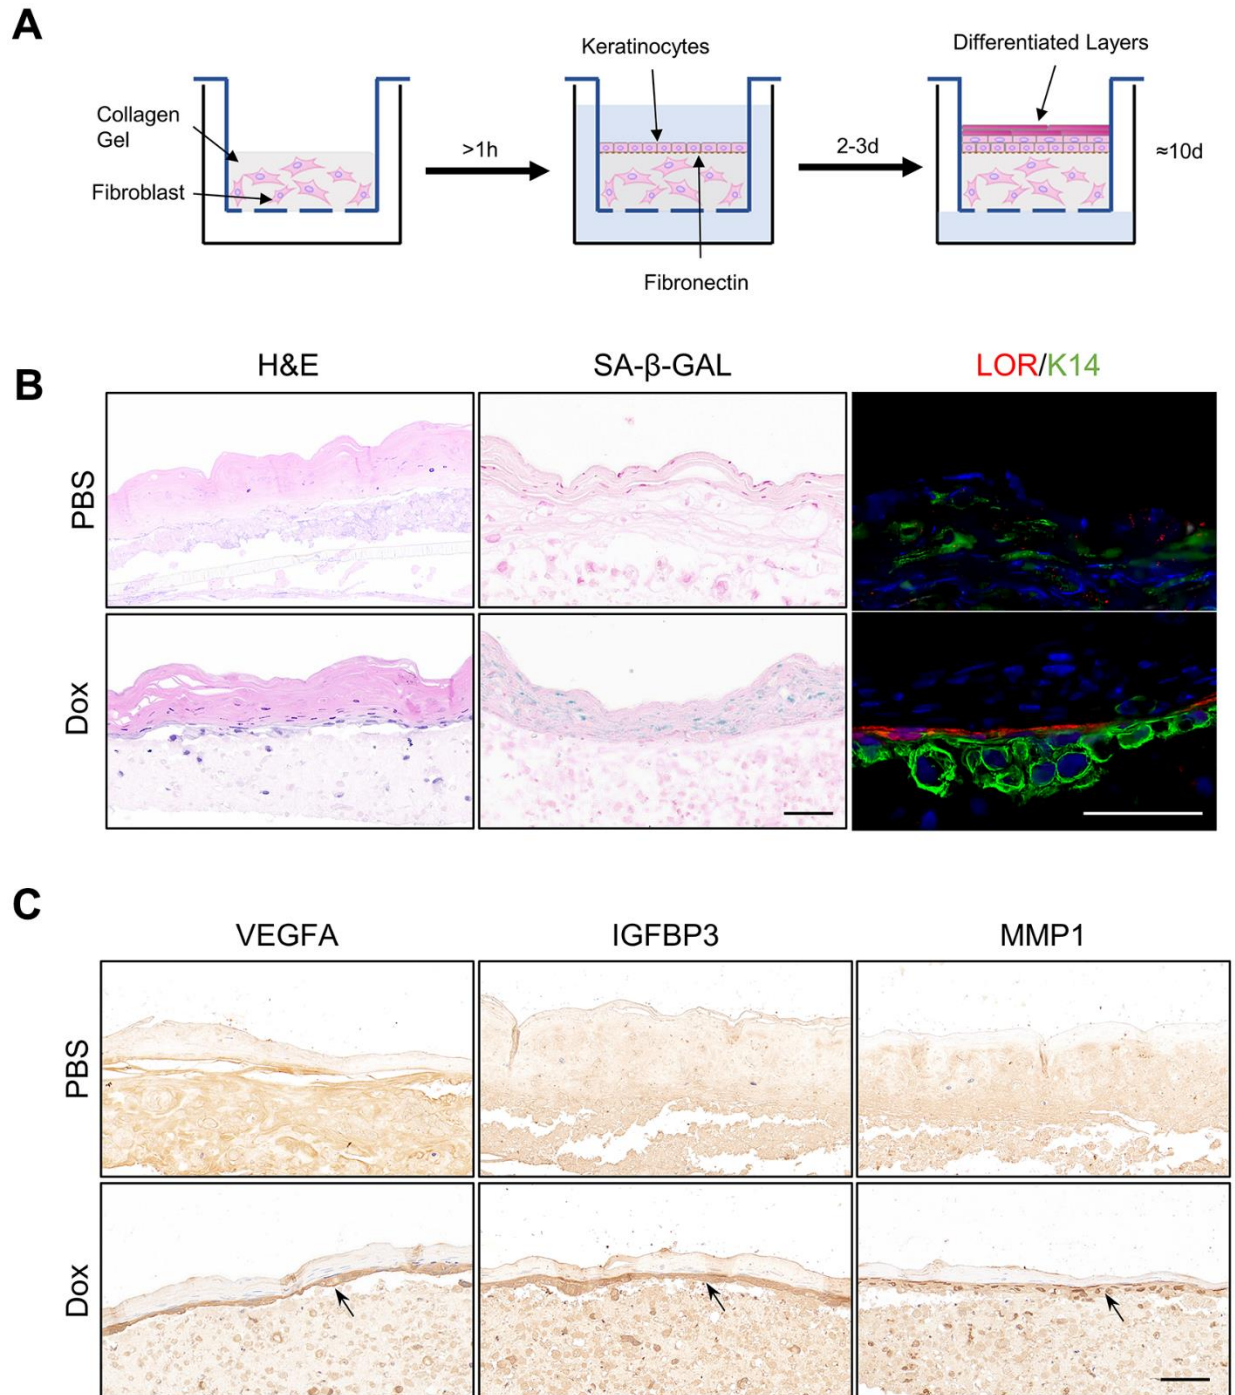 A
Keratinocytes
Differentiated Layers
Collagen
Gel
>1h
2-3d
≈10d
Fibroblast
Fibronectin
B
H&E
SA-β-GAL
LOR/K14
PBS
Dox
C
VEGFA
IGFBP3
MMP1
PBS
Dox